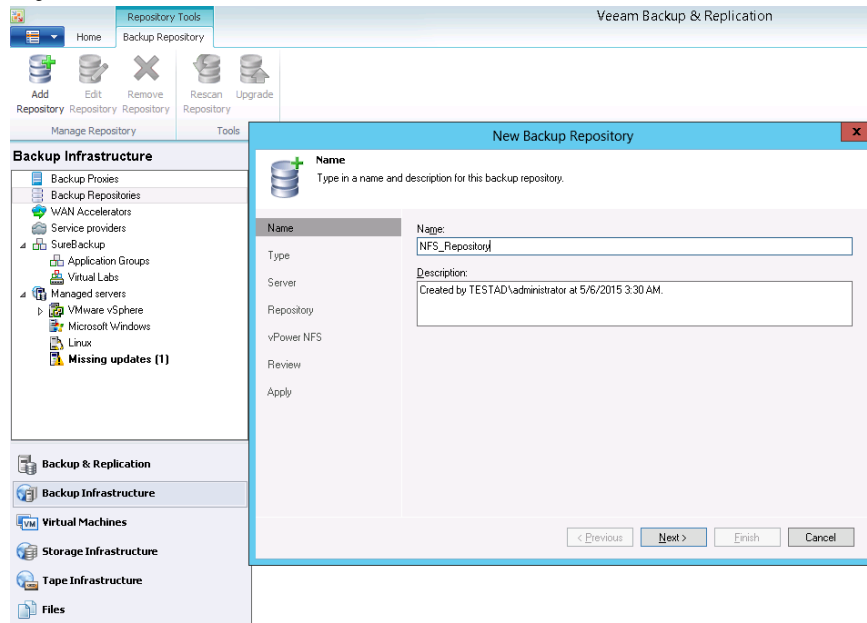 Repository Tools
Veeam Backup & Replication
Home
Backup Repository
Add Repository
Edit Repository
Remove Repository
Rescan Repository
Upgrade
Manage Repository
Tools
Backup Infrastructure
Backup Proxies
Backup Repositories
WAN Accelerators
Service providers
SureBackup
Application Groups
Virtual Labs
Managed servers
VMware vSphere
Microsoft Windows
Linux
Missing updates (1)
Backup & Replication
Backup Infrastructure
VM
Virtual Machines
Storage Infrastructure
Tape Infrastructure
Files
New Backup Repository
x
Name
Type in a name and description for this backup repository.
Name
Type
Server
Repository
vPower NFS
Review
Apply
Name:
NFS_Repository
Description:
Created by TESTAD\administrator at 5/6/2015 3:30 AM.
< Previous
Next >
Finish
Cancel